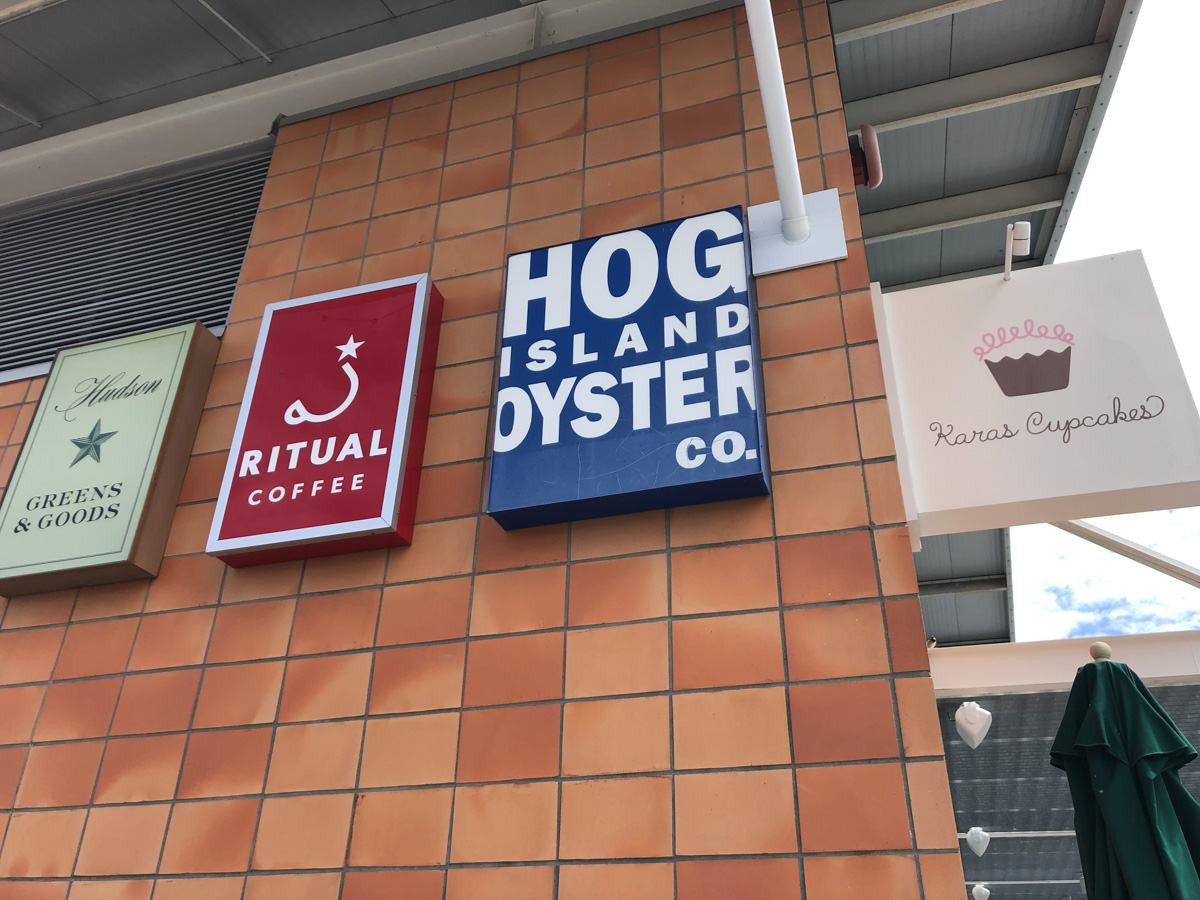 Hudson
GREENS
& GOODS
RITUAL
COFFEE
HOG
ISLAND
OYSTER
CO.
Karas Cupcakes